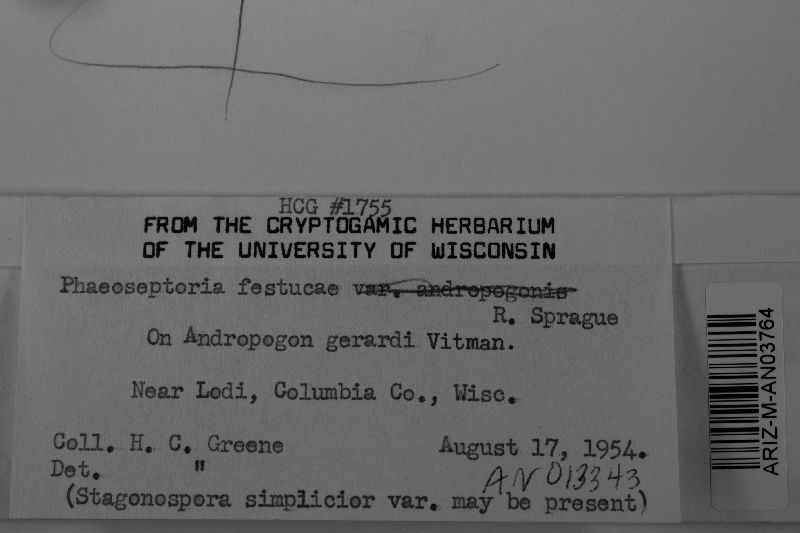 HCG #1755
FROM THE CRYPTOGAMIC HERBARIUM
OF THE UNIVERSITY OF WISCONSIN
Phaeoseptoria festucae var. andropogonis
R. Sprague
On Andropogon gerardi Vitman.
Near Lodi, Columbia Co., Wisc.
Coll. H. C. Greene August 17, 1954.
Det. "
AN 013343
(Stagonospora simplicior var. may be present)
ARIZ-M-AN03764